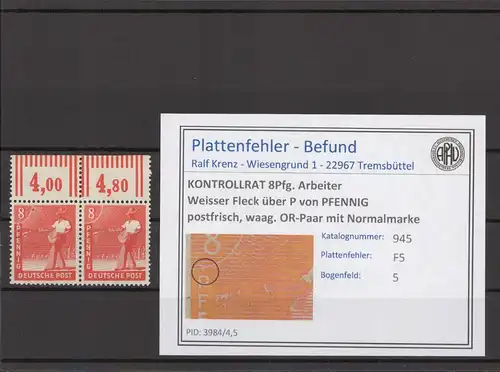 4,00 4,80
8 8
PFENNIG PFENNIG
DEUTSCHE POST DEUTSCHE POST
Plattenfehler - Befund
Ralf Krenz - Wiesengrund 1 - 22967 Tremsbüttel
KONTROLLRAT 8Pfg. Arbeiter
Weisser Fleck über P von PFENNIG
postfrisch, waag. OR-Paar mit Normalmarke
Katalognummer: 945
Plattenfehler: F5
Bogenfeld: 5
8
PID: 3984/4,5